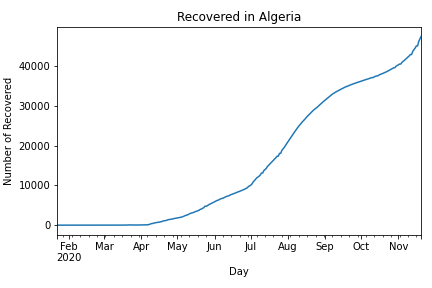 Recovered in Algeria
Number of Recovered
40000
30000
20000
10000
0
Feb Mar Apr May Jun Jul Aug Sep Oct Nov
2020
Day